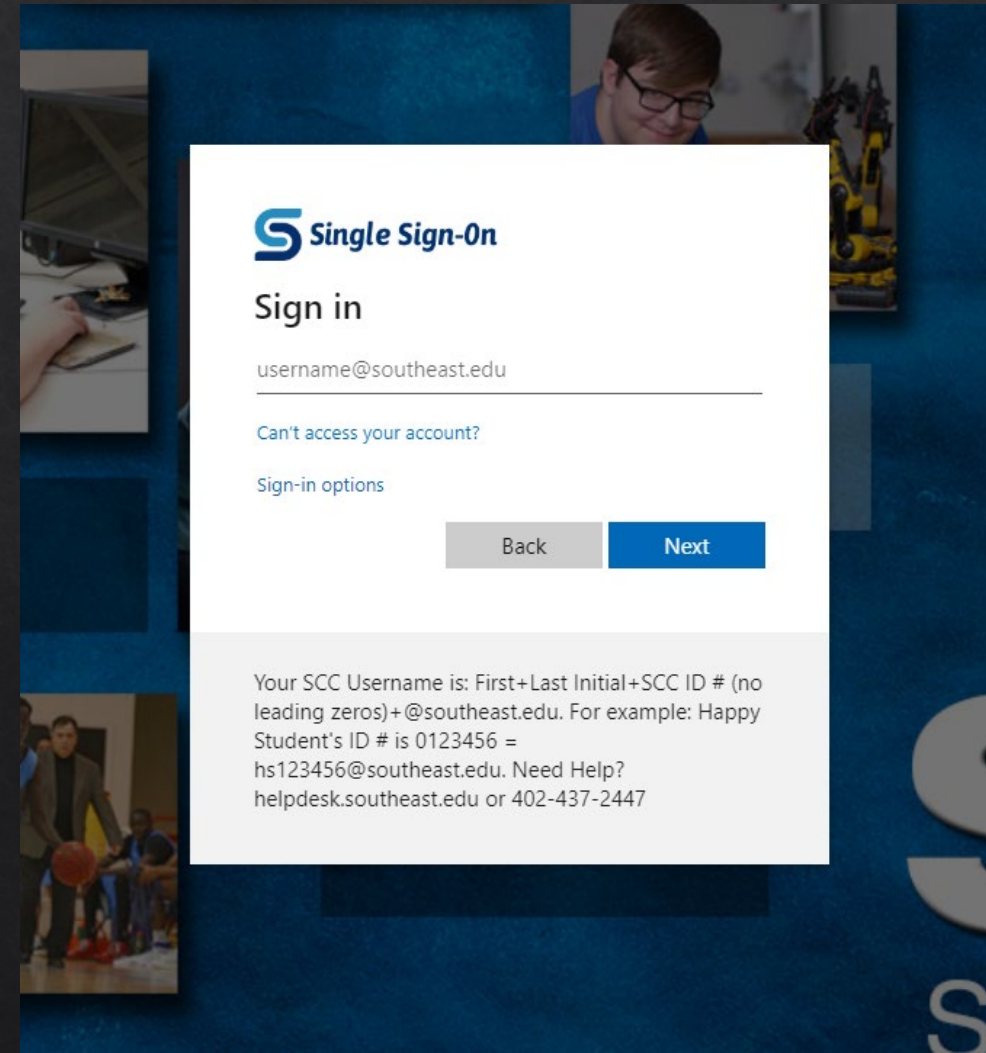 Single Sign-On
Sign in
username@southeast.edu
Can't access your account?
Sign-in options
Back Next
Your SCC Username is: First+Last Initial+SCC ID # (no
leading zeros)+@southeast.edu. For example: Happy
Student's ID # is 0123456 =
hs123456@southeast.edu. Need Help?
helpdesk.southeast.edu or 402-437-2447
S